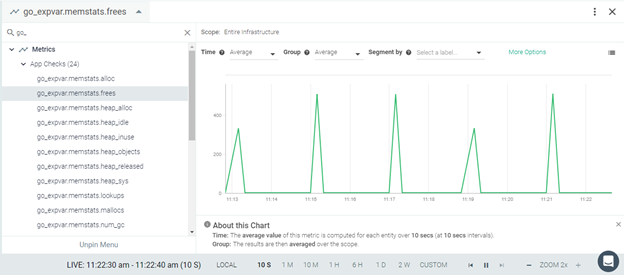 go_expvar.memstats.frees
go_
Metrics
App Checks (24)
go_expvar.memstats.alloc
go_expvar.memstats.frees
go_expvar.memstats.heap_alloc
go_expvar.memstats.heap_idle
go_expvar.memstats.heap_inuse
go_expvar.memstats.heap_objects
go_expvar.memstats.heap_released
go_expvar.memstats.heap_sys
go_expvar.memstats.lookups
go_expvar.memstats.mallocs
go_expvar.memstats.num_gc
Unpin Menu
Scope: Entire Infrastructure
Time Average Group Average Segment by Select a label... More Options
400
200
0
11:13 11:14 11:15 11:16 11:17 11:18 11:19 11:20 11:21 11:22
About this Chart
Time: The average value of this metric is computed for each entity over 10 secs (at 10 secs intervals).
Group: The results are then averaged over the scope.
LIVE: 11:22:30 am - 11:22:40 am (10 S) LOCAL 10 S 1 M 10 M 1 H 6 H 1 D 2 W CUSTOM ZOOM 2x